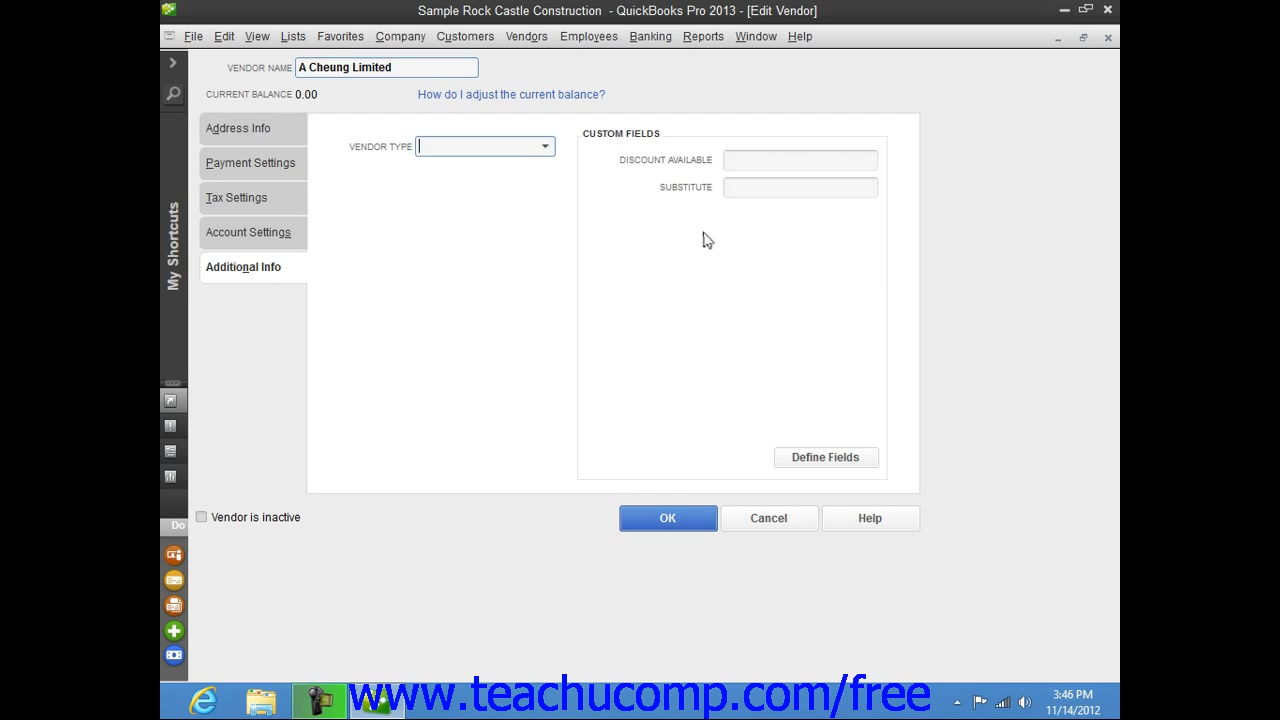 Sample Rock Castle Construction - QuickBooks Pro 2013 - [Edit Vendor]
File Edit View Lists Favorites Company Customers Vendors Employees Banking Reports Window Help
VENDOR NAME A Cheung Limited
CURRENT BALANCE 0.00 How do I adjust the current balance?
Address Info
Payment Settings
Tax Settings
Account Settings
Additional Info
VENDOR TYPE
CUSTOM FIELDS
DISCOUNT AVAILABLE
SUBSTITUTE
Define Fields
My Shortcuts
Vendor is inactive
OK Cancel Help
Do
www.teachucomp.com/free
3:46 PM
11/14/2012